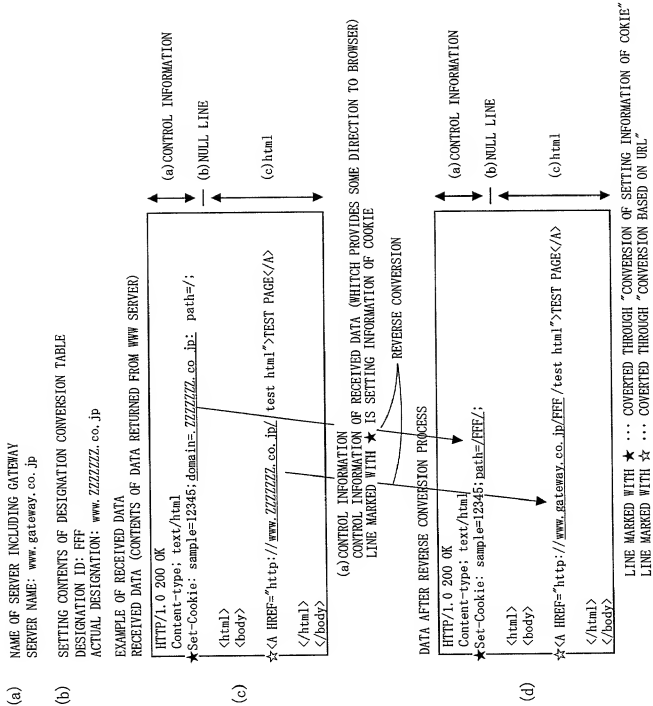 (a) NAME OF SERVER INCLUDING GATEWAY
SERVER NAME: www.gateway.co.jp
(b) SETTING CONTENTS OF DESIGNATION CONVERSION TABLE
DESIGNATION ID: FFF
ACTUAL DESIGNATION: www.ZZZZZZZ.co.jp
EXAMPLE OF RECEIVED DATA
RECEIVED DATA (CONTENTS OF DATA RETURNED FROM WWW SERVER)
(c)
HTTP/1.0 200 OK
Content-type; text/html
★Set-Cookie: sample=12345;domain=.ZZZZZZZ.co jp: path=/;
<html>
<body>
☆<A HREF="http://www.ZZZZZZZ.co.jp/ test html">TEST PAGE</A>
</html>
</body>
(a)CONTROL INFORMATION
(b)NULL LINE
(c)html
(a)CONTROL INFORMATION
CONTROL INFORMATION OF RECEIVED DATA (WHITCH PROVIDES SOME DIRECTION TO BROWSER)
LINE MARKED WITH ★ IS SETTING INFORMATION OF COOKIE
REVERSE CONVERSION
DATA AFTER REVERSE CONVERSION PROCESS
(d)
HTTP/1.0 200 OK
Content-type; text/html
★Set-Cookie: sample=12345;path=/FFF/;
<html>
<body>
☆<A HREF="http://www.gateway.co.jp/FFF /test html">TEST PAGE</A>
</html>
</body>
(a)CONTROL INFORMATION
(b)NULL LINE
(c)html
LINE MARKED WITH ★ ··· COVERTED THROUGH "CONVERSION OF SETTING INFORMATION OF COKIE"
LINE MARKED WITH ☆ ··· COVERTED THROUGH "CONVERSION BASED ON URL"